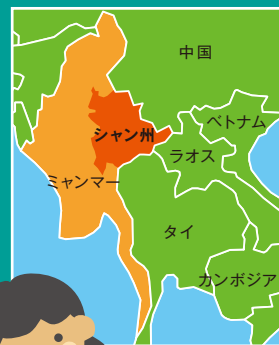 中国
シャン州
ベトナム
ラオス
ミャンマー
タイ
カンボジア